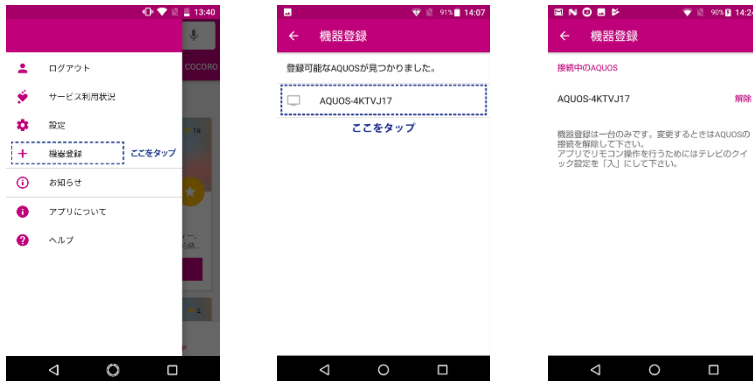 13:40
COCORO
ログアウト
サービス利用状況
設定
機器登録
ここをタップ
お知らせ
アプリについて
ヘルプ
91% 14:07
機器登録
登録可能なAQUOSが見つかりました。
AQUOS-4KTVJ17
ここをタップ
90% 14:24
機器登録
接続中のAQUOS
AQUOS-4KTVJ17 解除
機器登録は一台のみです。変更するときはAQUOSの
接続を解除して下さい。
アプリでリモコン操作を行うためにはテレビのクイ
ック設定を「入」にして下さい。